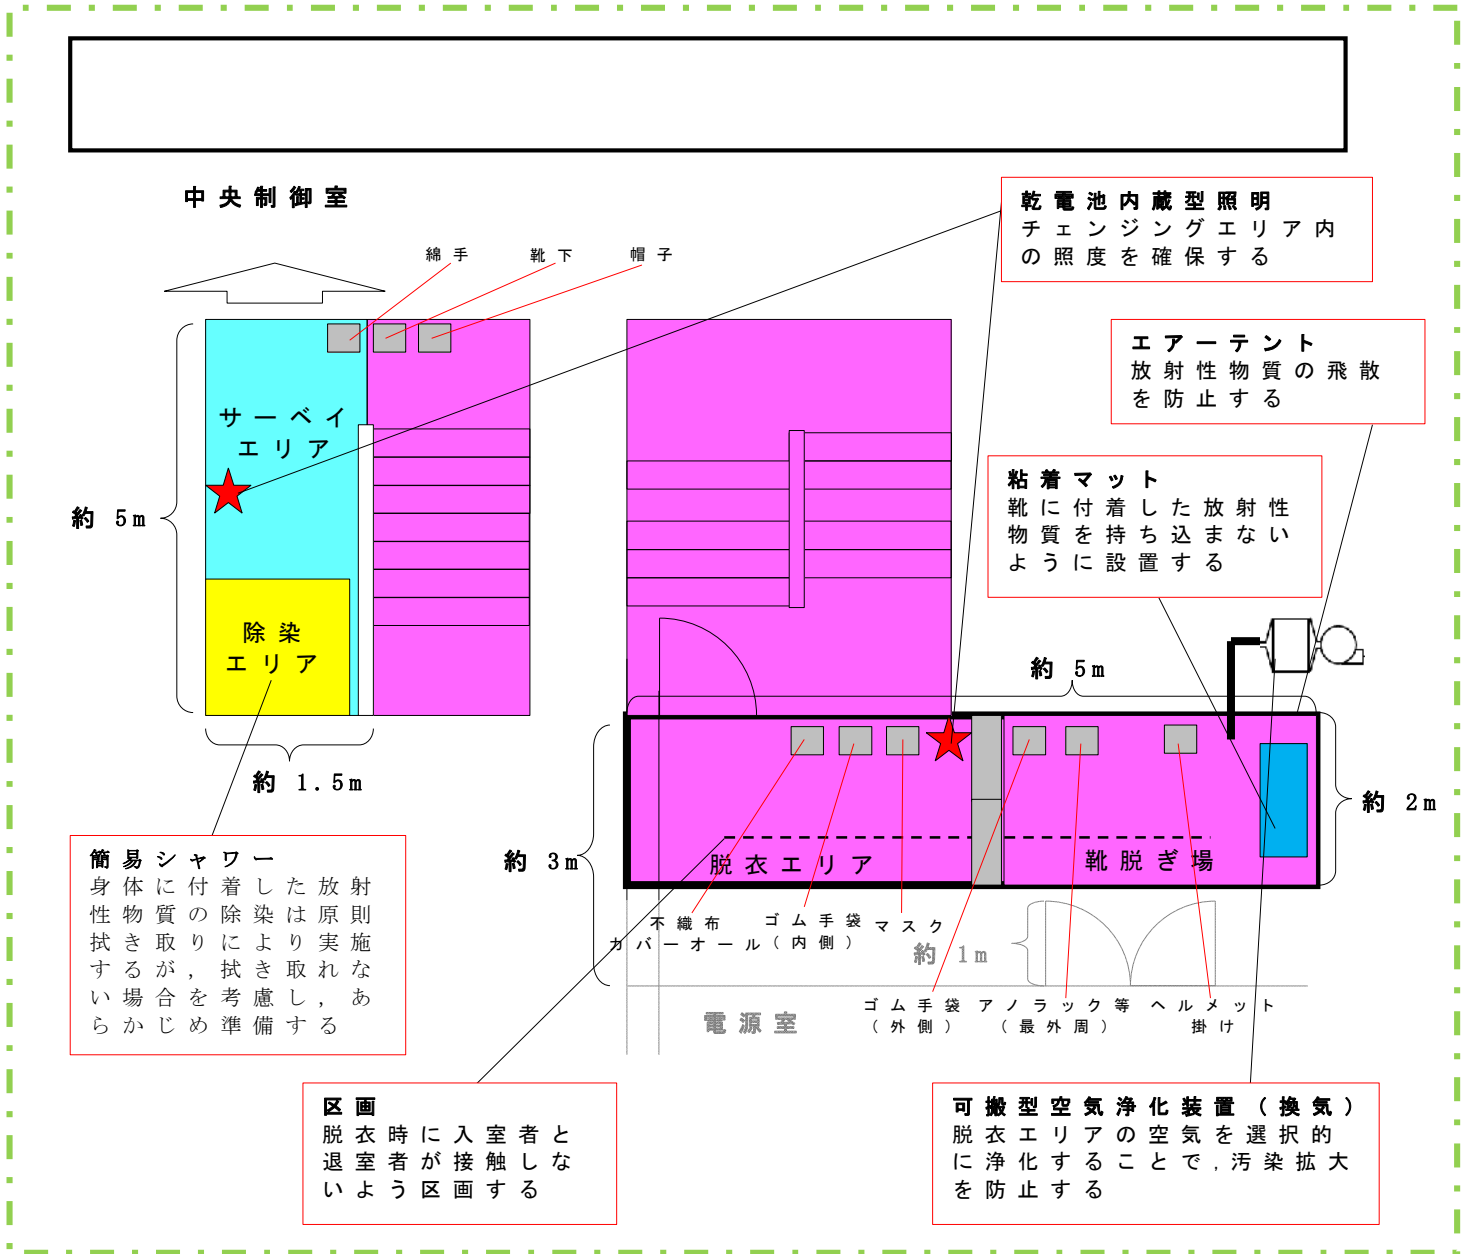 中央制御室
乾電池内蔵型照明
チェンジングエリア内
の照度を確保する
綿手
靴下
帽子
エアーテント
放射性物質の飛散
を防止する
サーベイ
エリア
粘着マット
靴に付着した放射性
物質を持ち込まない
ように設置する
約 5m
除染
エリア
約 5m
約 1.5m
約 2m
約 3m
脱衣エリア
靴脱ぎ場
簡易シャワー
身体に付着した放射
性物質の除染は原則
拭き取りにより実施
するが，拭き取れな
い場合を考慮し，あ
らかじめ準備する
不織布
カバーオール
ゴム手袋
（内側）
マスク
約 1m
ゴム手袋
（外側）
アノラック等
（最外周）
ヘルメット
掛け
電源室
区画
脱衣時に入室者と
退室者が接触しな
いよう区画する
可搬型空気浄化装置（換気）
脱衣エリアの空気を選択的
に浄化することで，汚染拡大
を防止する